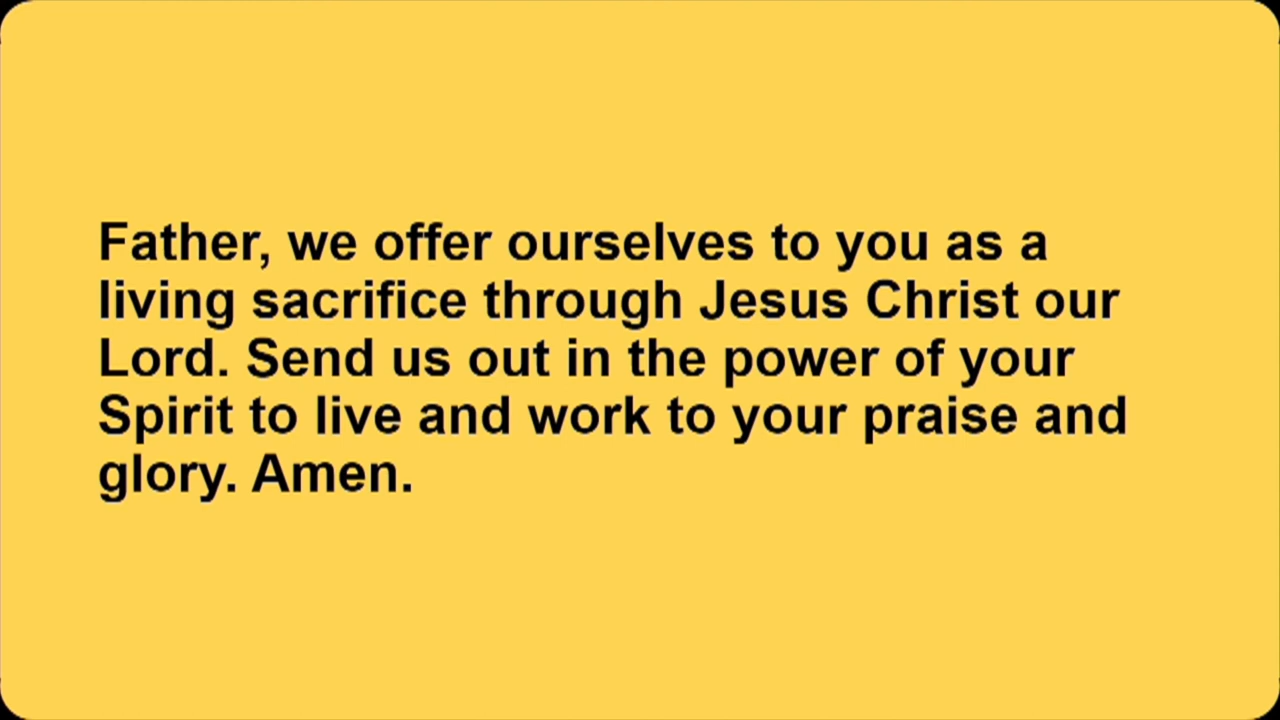 Father, we offer ourselves to you as a
living sacrifice through Jesus Christ our
Lord. Send us out in the power of your
Spirit to live and work to your praise and
glory. Amen.